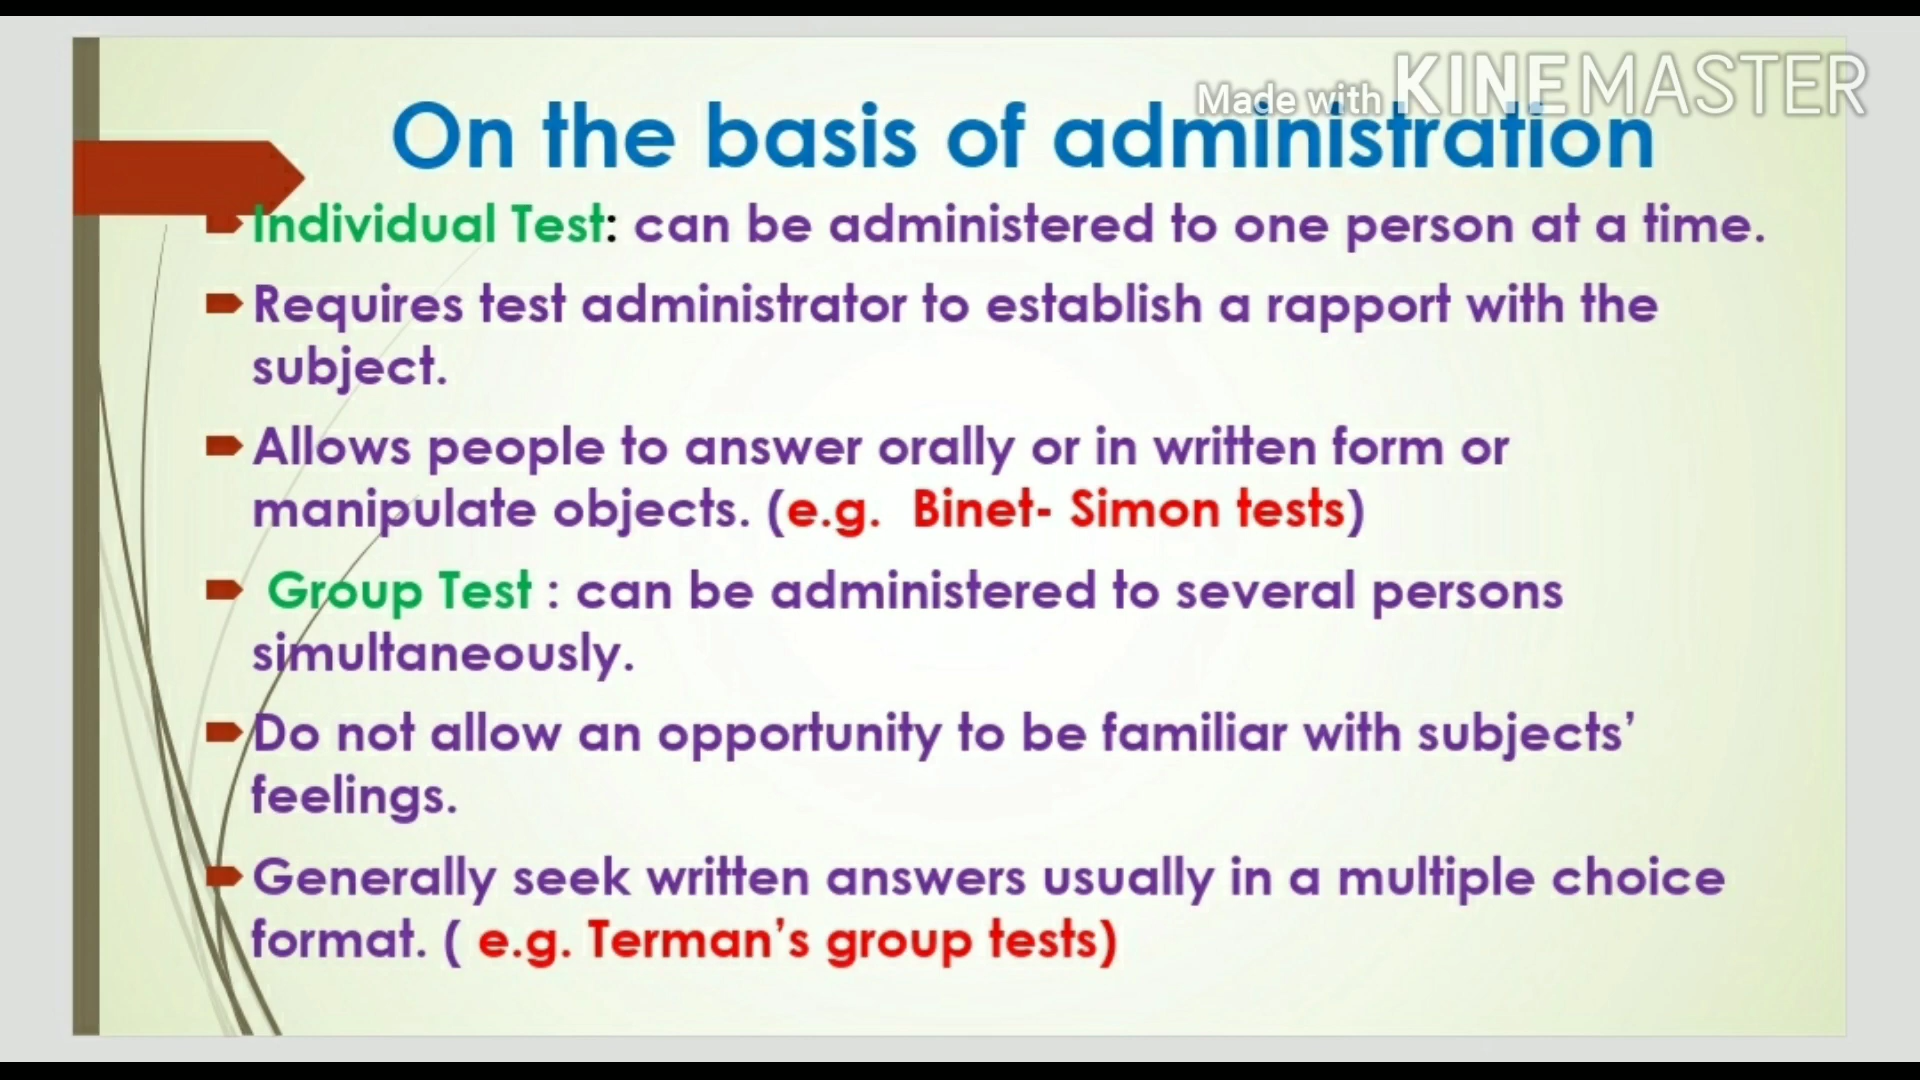 Made with KINEMASTER
On the basis of administration
Individual Test: can be administered to one person at a time.
Requires test administrator to establish a rapport with the
subject.
Allows people to answer orally or in written form or
manipulate objects. (e.g. Binet- Simon tests)
Group Test : can be administered to several persons
simultaneously.
Do not allow an opportunity to be familiar with subjects’
feelings.
Generally seek written answers usually in a multiple choice
format. ( e.g. Terman’s group tests)